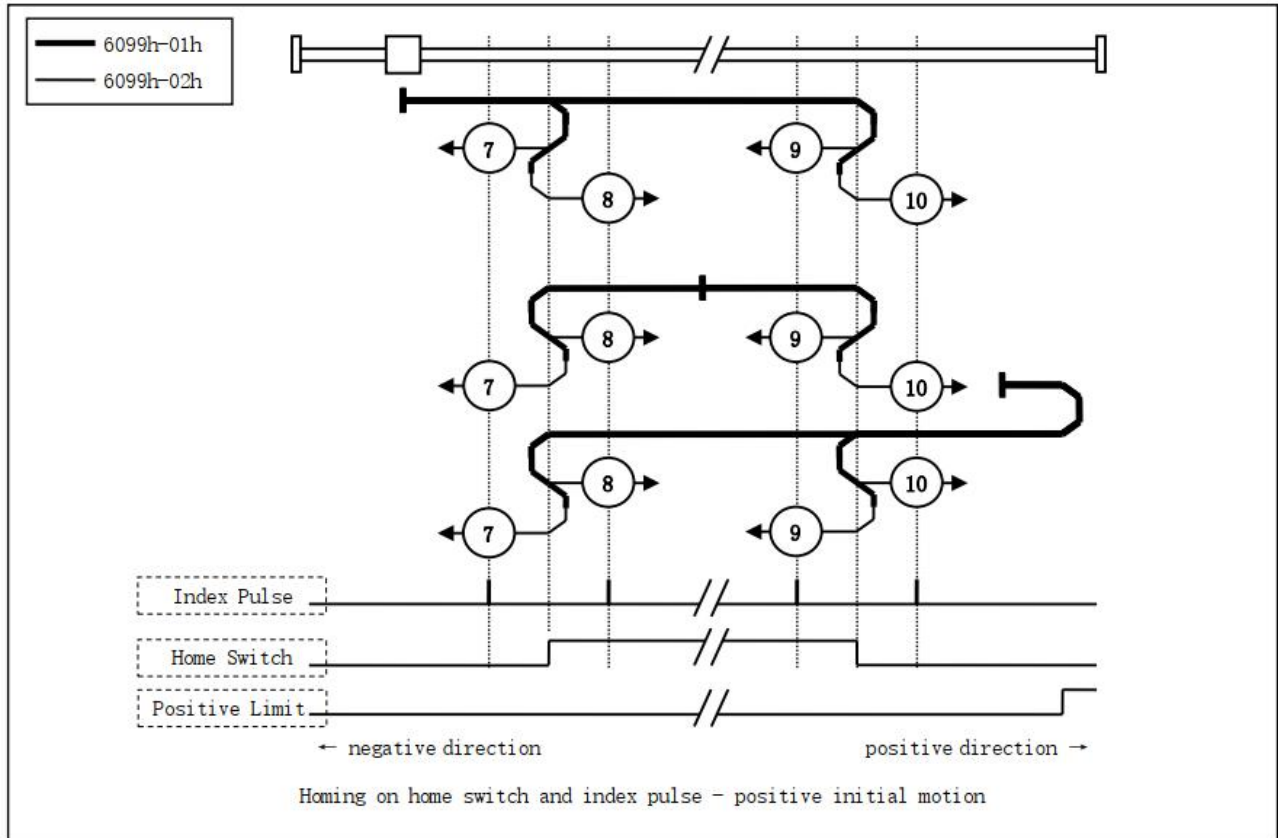 6099h-01h
6099h-02h
7
9
8
10
8
9
7
10
8
10
7
9
Index Pulse
Home Switch
Positive Limit
← negative direction
positive direction →
Homing on home switch and index pulse - positive initial motion